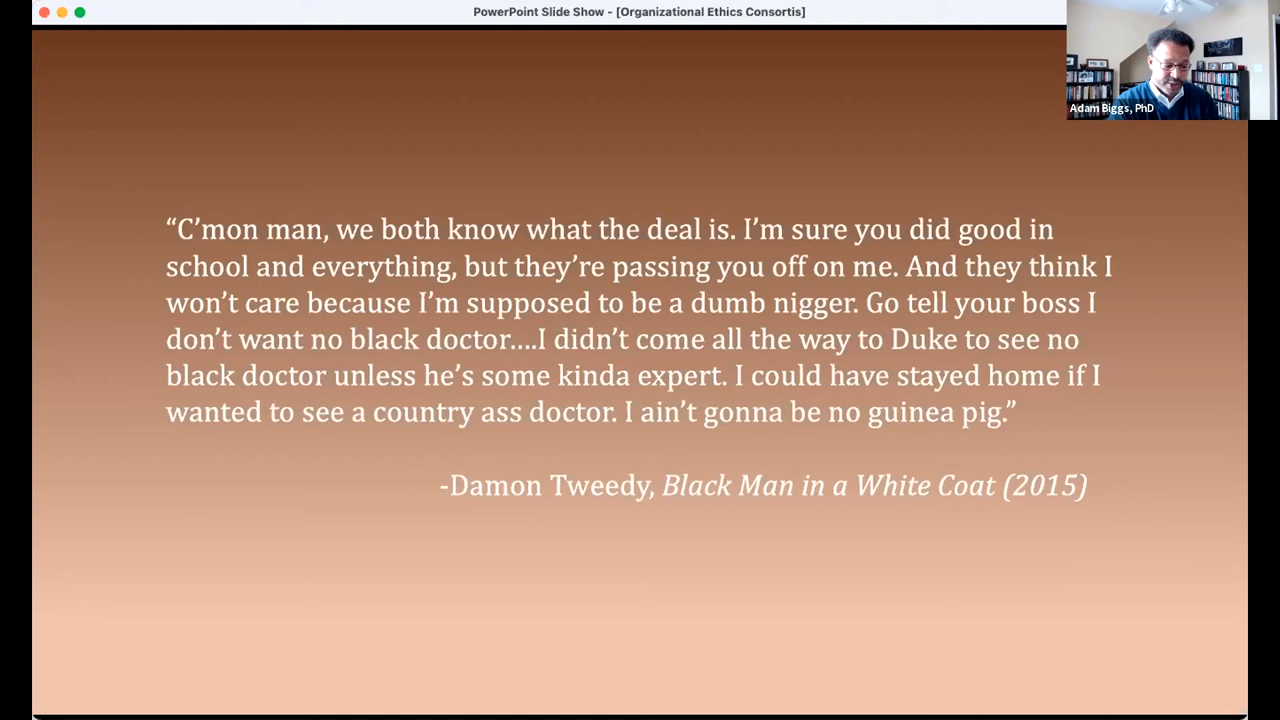 PowerPoint Slide Show - [Organizational Ethics Consortis]
Adam Biggs, PhD
“C’mon man, we both know what the deal is. I’m sure you did good in
school and everything, but they’re passing you off on me. And they think I
won’t care because I’m supposed to be a dumb nigger. Go tell your boss I
don’t want no black doctor....I didn’t come all the way to Duke to see no
black doctor unless he’s some kinda expert. I could have stayed home if I
wanted to see a country ass doctor. I ain’t gonna be no guinea pig.”
-Damon Tweedy, Black Man in a White Coat (2015)